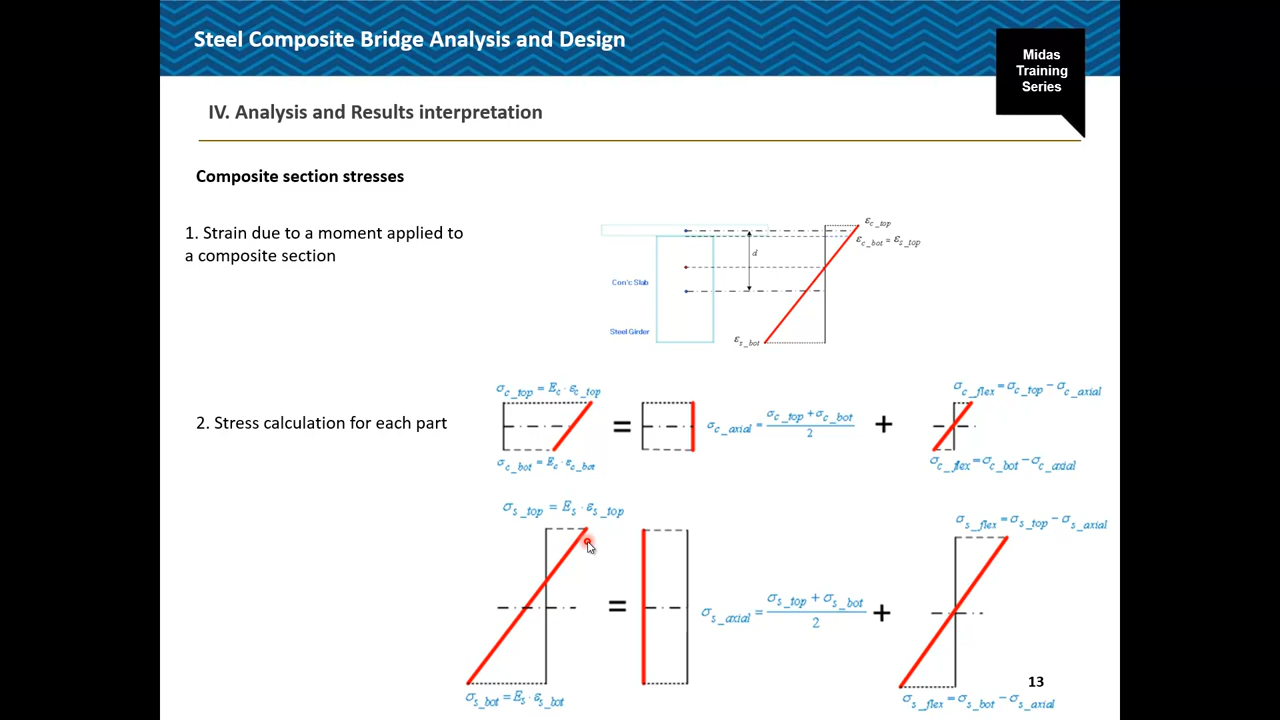 Steel Composite Bridge Analysis and Design
Midas
Training
Series
IV. Analysis and Results interpretation
Composite section stresses
1. Strain due to a moment applied to
a composite section
ε_c_top
ε_c_bot = ε_s_top
d
Con'c Slab
Steel Girder
ε_s_bot
2. Stress calculation for each part
σ_c_top = E_c · ε_c_top
σ_c_bot = E_c · ε_c_bot
=
σ_c_axial = (σ_c_top + σ_c_bot) / 2
+
σ_c_flex = σ_c_top − σ_c_axial
σ_c_flex = σ_c_bot − σ_c_axial
σ_s_top = E_s · ε_s_top
σ_s_bot = E_s · ε_s_bot
=
σ_s_axial = (σ_s_top + σ_s_bot) / 2
+
σ_s_flex = σ_s_top − σ_s_axial
σ_s_flex = σ_s_bot − σ_s_axial
13